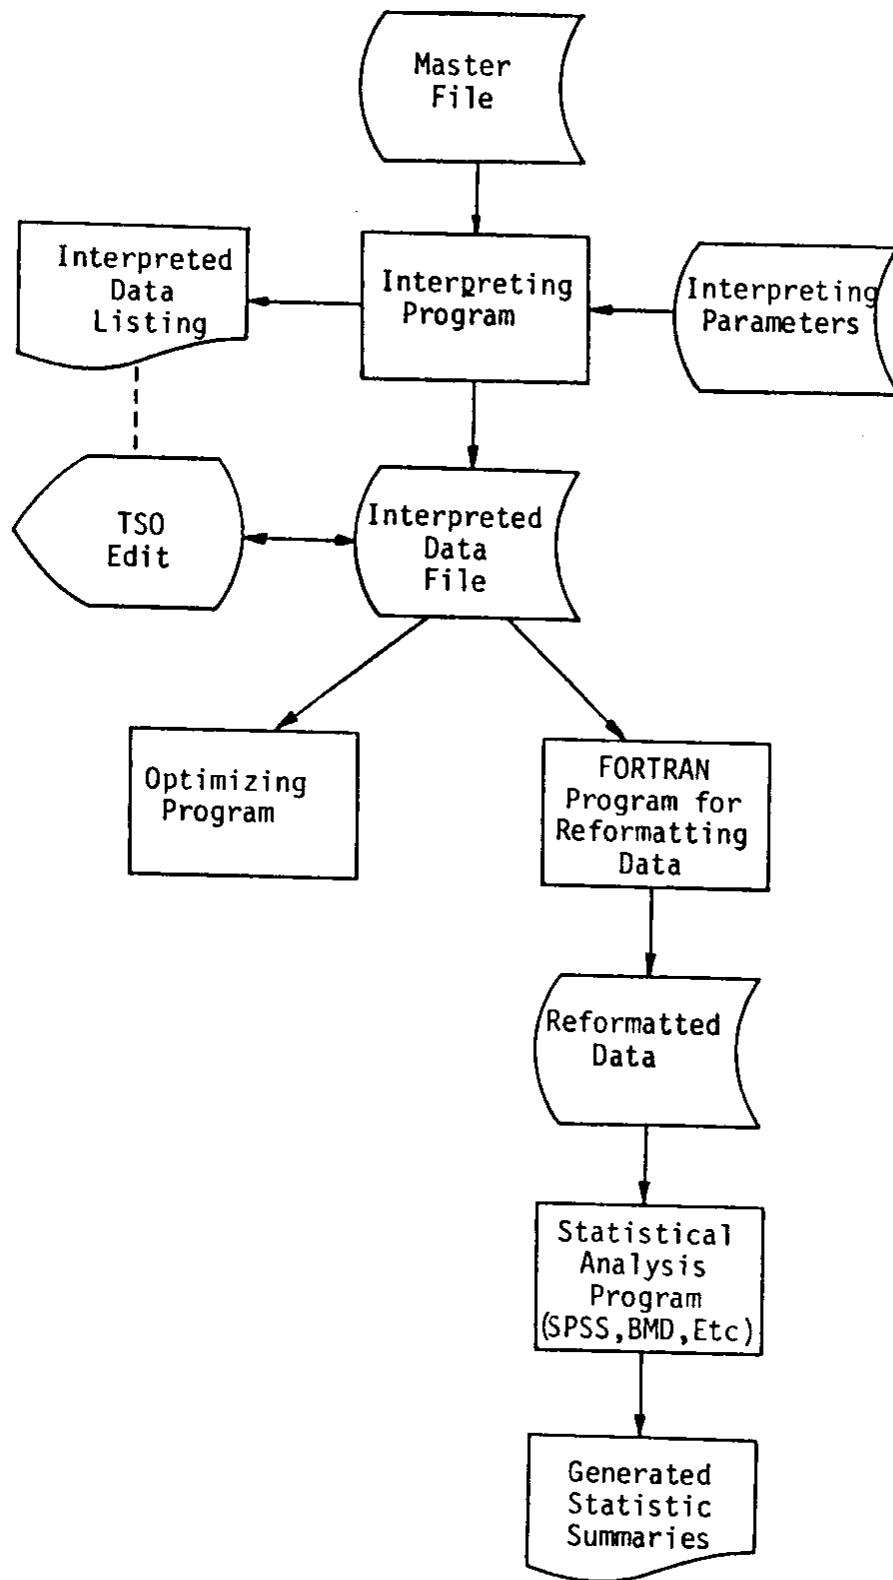 Master
File
Interpreted
Data
Listing
Interpreting
Program
Interpreting
Parameters
TSO
Edit
Interpreted
Data
File
Optimizing
Program
FORTRAN
Program for
Reformatting
Data
Reformatted
Data
Statistical
Analysis
Program
(SPSS,BMD,Etc)
Generated
Statistic
Summaries